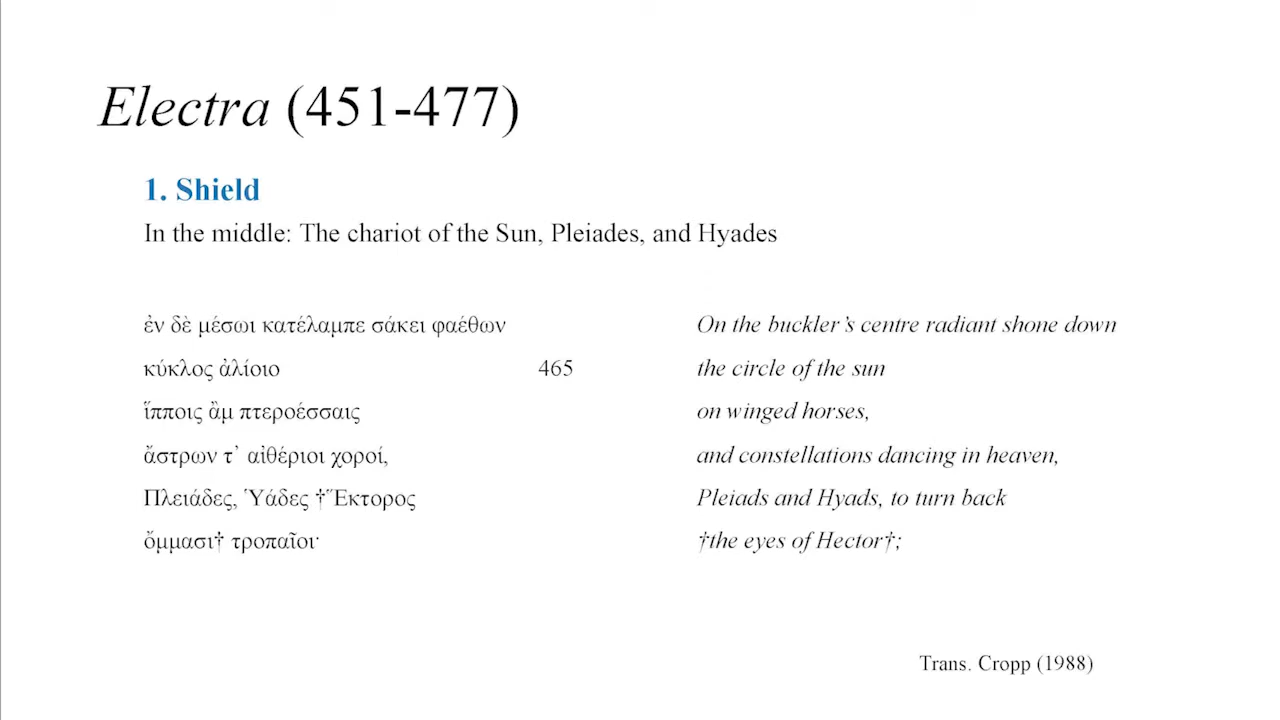 Electra (451-477)
1. Shield
In the middle: The chariot of the Sun, Pleiades, and Hyades
ἐν δὲ μέσωι κατέλαμπε σάκει φαέθων
κύκλος ἁλίοιο 465
ἵπποις ἂμ πτεροέσσαις
ἄστρων τ' αἰθέριοι χοροί,
Πλειάδες, Ὑάδες †Ἕκτορος
ὄμμασι† τροπαῖοι·
On the buckler's centre radiant shone down
the circle of the sun
on winged horses,
and constellations dancing in heaven,
Pleiads and Hyads, to turn back
†the eyes of Hector†;
Trans. Cropp (1988)